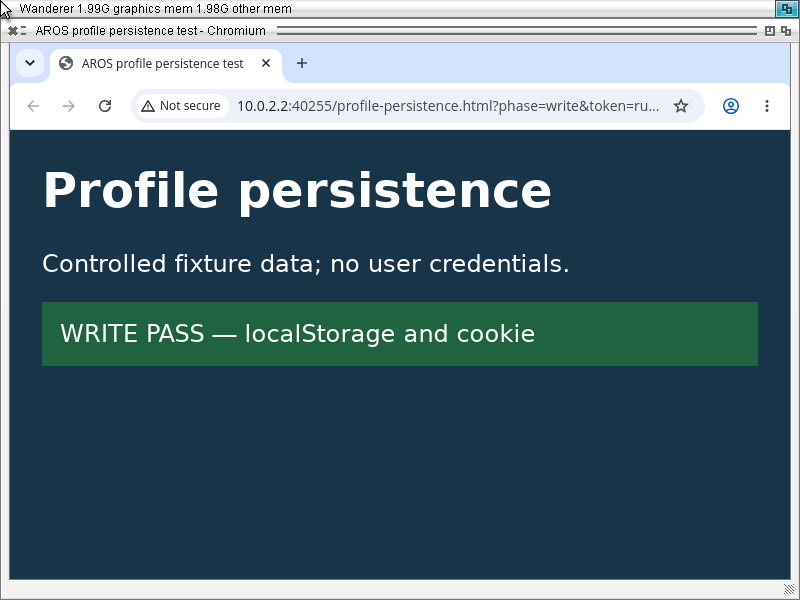 Wanderer 1.99G graphics mem 1.98G other mem
AROS profile persistence test - Chromium
AROS profile persistence test
Not secure
10.0.2.2:40255/profile-persistence.html?phase=write&token=ru...
Profile persistence
Controlled fixture data; no user credentials.
WRITE PASS — localStorage and cookie